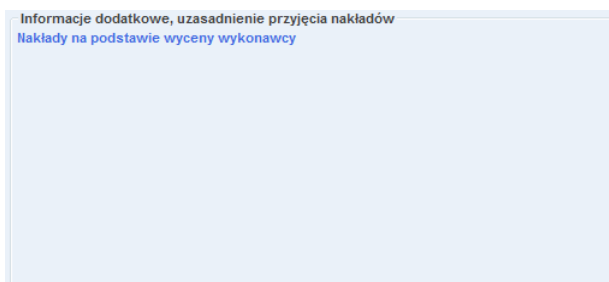 Informacje dodatkowe, uzasadnienie przyjęcia nakładów
Nakłady na podstawie wyceny wykonawcy